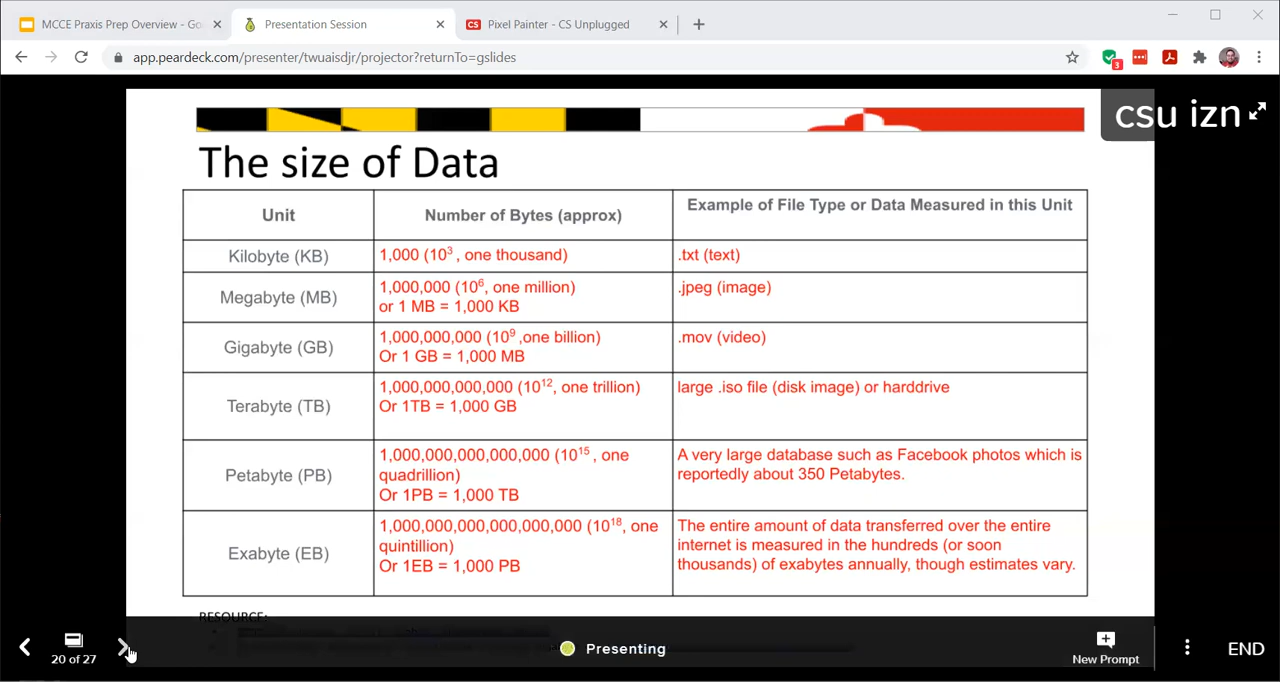 MCCE Praxis Prep Overview - Go
Presentation Session
CS
Pixel Painter - CS Unplugged
app.peardeck.com/presenter/twuaisdjr/projector?returnTo=gslides
3
csu izn
The size of Data
Unit
Number of Bytes (approx)
Example of File Type or Data Measured in this Unit
Kilobyte (KB)
1,000 (10³ , one thousand)
.txt (text)
Megabyte (MB)
1,000,000 (10⁶, one million)
or 1 MB = 1,000 KB
.jpeg (image)
Gigabyte (GB)
1,000,000,000 (10⁹ ,one billion)
Or 1 GB = 1,000 MB
.mov (video)
Terabyte (TB)
1,000,000,000,000 (10¹², one trillion)
Or 1TB = 1,000 GB
large .iso file (disk image) or harddrive
Petabyte (PB)
1,000,000,000,000,000 (10¹⁵ , one
quadrillion)
Or 1PB = 1,000 TB
A very large database such as Facebook photos which is
reportedly about 350 Petabytes.
Exabyte (EB)
1,000,000,000,000,000,000 (10¹⁸, one
quintillion)
Or 1EB = 1,000 PB
The entire amount of data transferred over the entire
internet is measured in the hundreds (or soon
thousands) of exabytes annually, though estimates vary.
RESOURCE:
20 of 27
Presenting
New Prompt
END